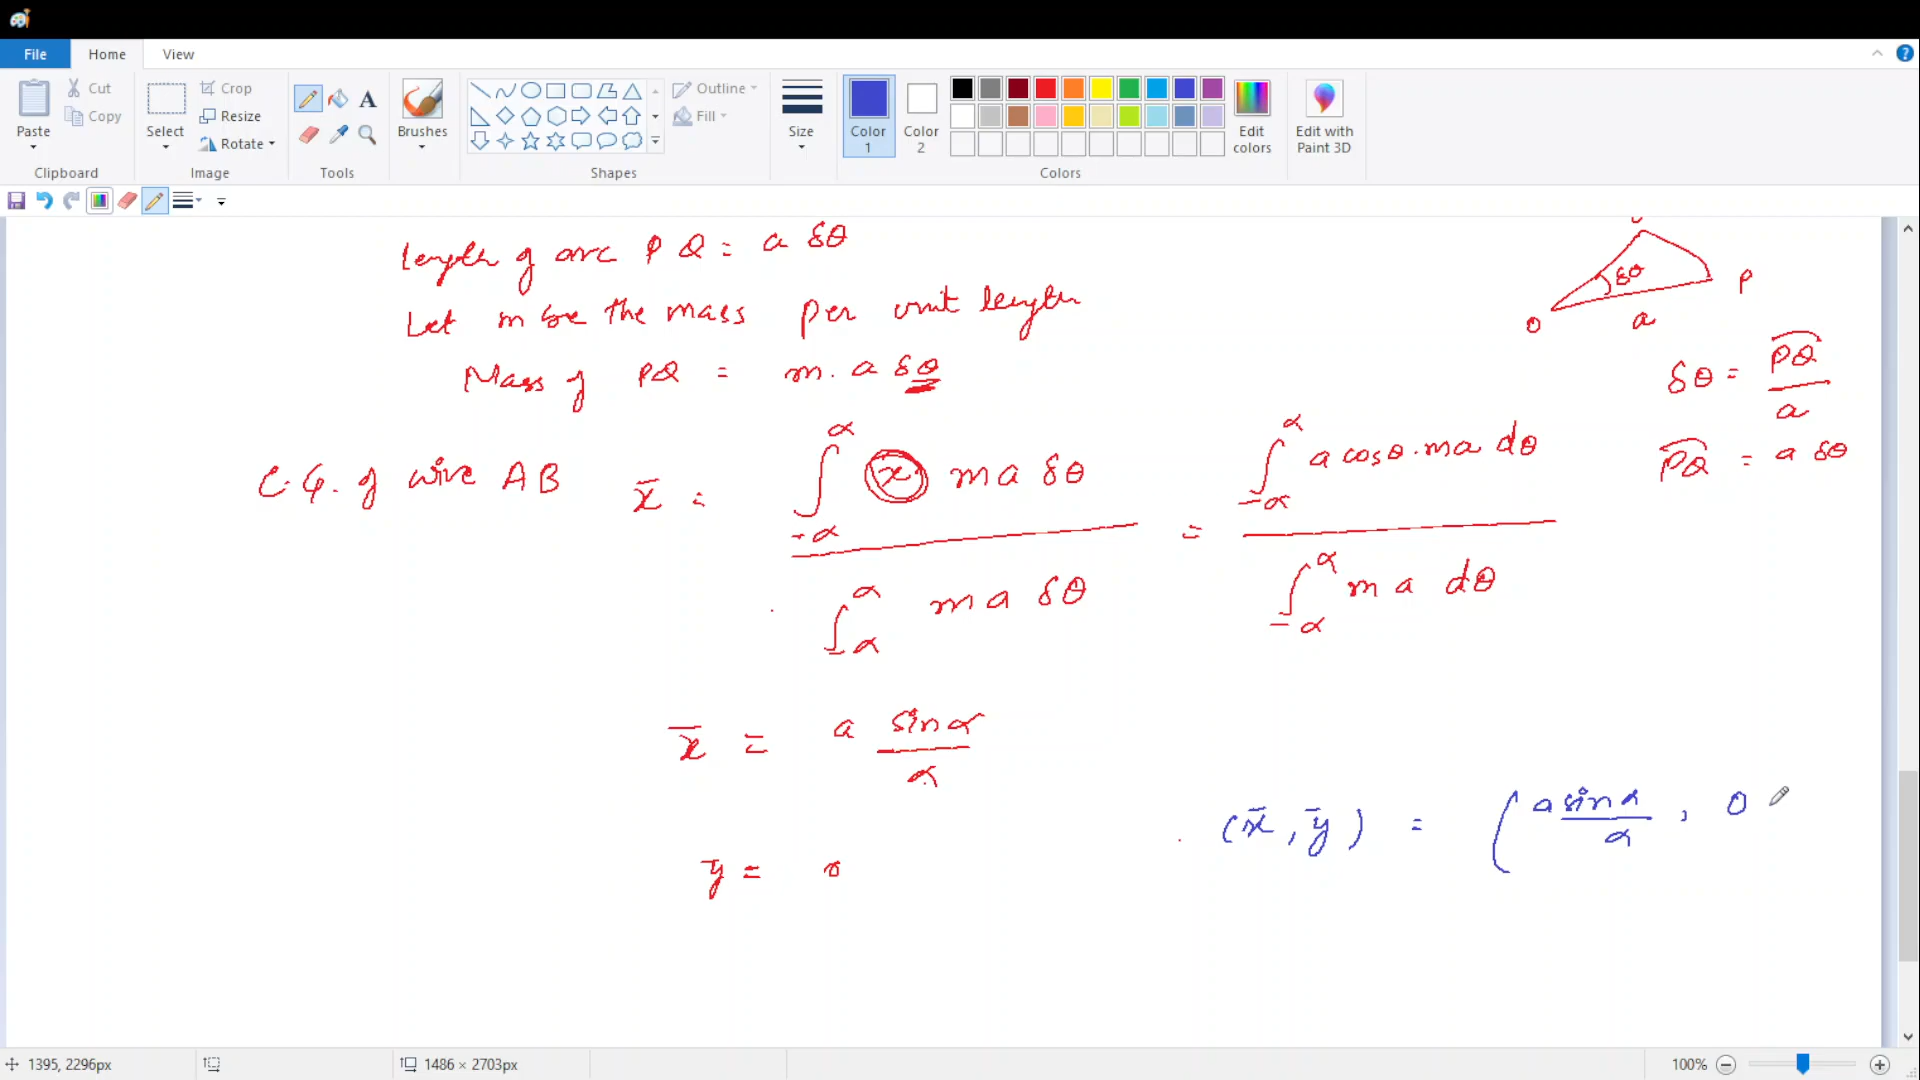 File Home View
Paste Cut Copy Select Crop Resize Rotate Brushes Outline Fill Size Color 1 Color 2 Edit colors Edit with Paint 3D
Clipboard Image Tools Shapes Colors
length of arc PQ = a δθ
Let m be the mass per unit length
Mass of PQ = m. a δθ
δθ
P
O
a
δθ = PQ / a
PQ = a δθ
C.G. of wire AB x̄ = ∫_{-α}^{α} x ma δθ / ∫_{-α}^{α} ma δθ = ∫_{-α}^{α} a cosθ . ma dθ / ∫_{-α}^{α} m a dθ
x̄ = a sinα / α
(x̄, ȳ) = ( a sinα / α , 0
ȳ = 0
1395, 2296px 1486 × 2703px 100%